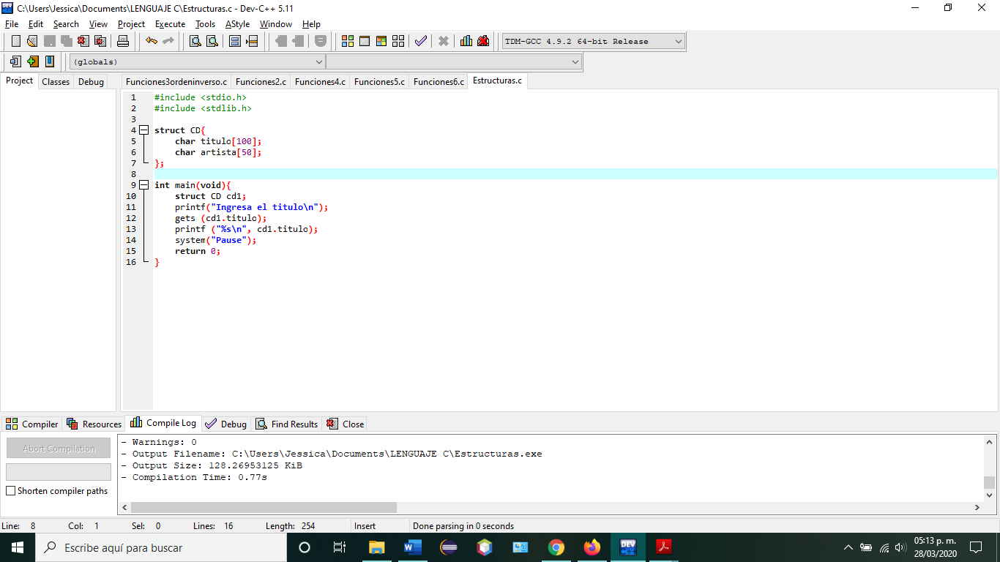 C:\Users\Jessica\Documents\LENGUAJE C\Estructuras.c - Dev-C++ 5.11
File Edit Search View Project Execute Tools AStyle Window Help
TDM-GCC 4.9.2 64-bit Release
(globals)
Project Classes Debug Funciones3ordeninverso.c Funciones2.c Funciones4.c Funciones5.c Funciones6.c Estructuras.c
1 #include <stdio.h>
2 #include <stdlib.h>
3
4 struct CD{
5 char titulo[100];
6 char artista[50];
7 };
8
9 int main(void){
10 struct CD cd1;
11 printf("Ingresa el titulo\n");
12 gets (cd1.titulo);
13 printf ("%s\n", cd1.titulo);
14 system("Pause");
15 return 0;
16 }
Compiler Resources Compile Log Debug Find Results Close
Abort Compilation
Shorten compiler paths
- Warnings: 0
- Output Filename: C:\Users\Jessica\Documents\LENGUAJE C\Estructuras.exe
- Output Size: 128.26953125 KiB
- Compilation Time: 0.77s
Line: 8 Col: 1 Sel: 0 Lines: 16 Length: 254 Insert Done parsing in 0 seconds
Escribe aquí para buscar
DEV
05:13 p. m.
28/03/2020